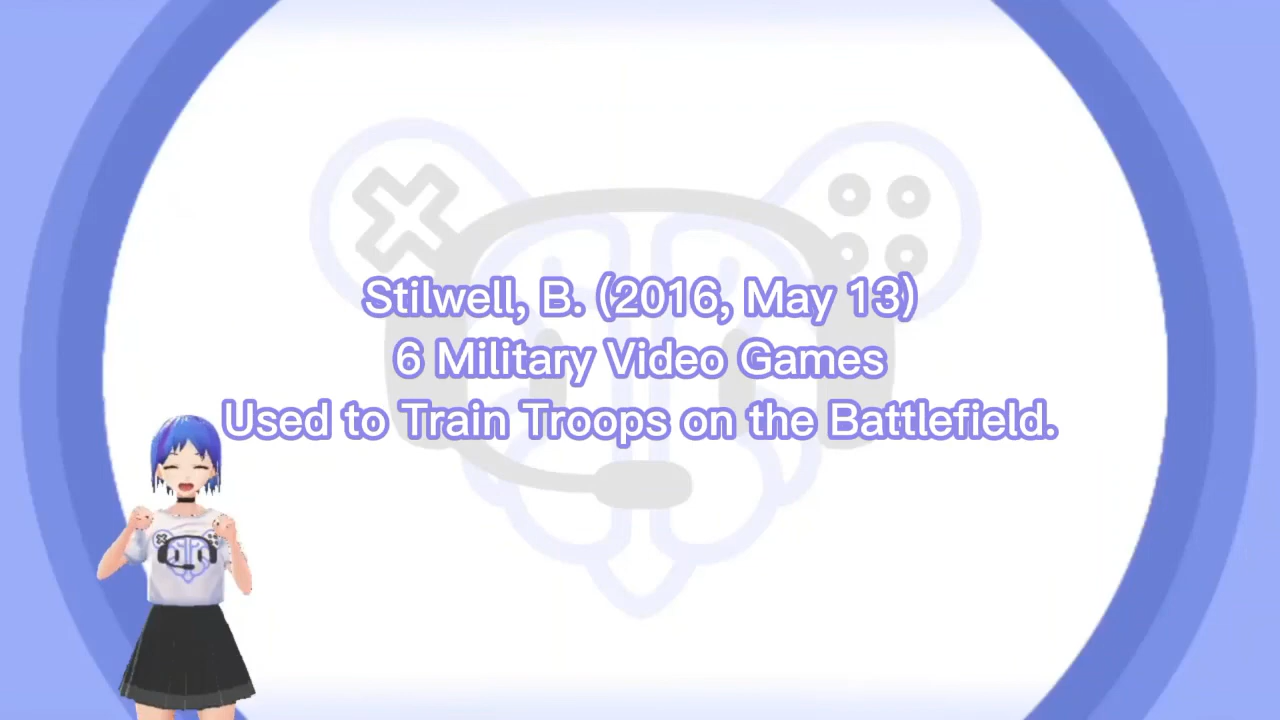 Stilwell, B. (2016, May 13)
6 Military Video Games
Used to Train Troops on the Battlefield.